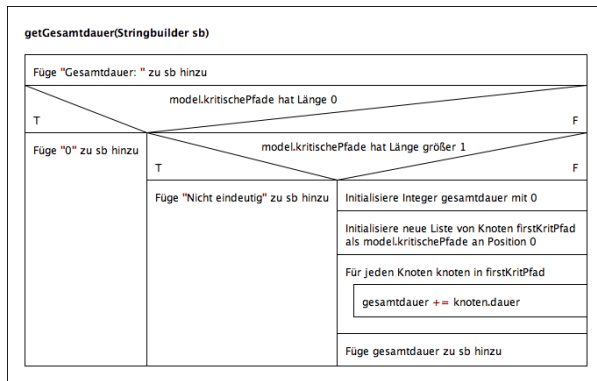 getGesamtdauer(Stringbuilder sb)
Füge "Gesamtdauer: " zu sb hinzu
model.kritischePfade hat Länge 0
T
F
Füge "0" zu sb hinzu
model.kritischePfade hat Länge größer 1
T
F
Füge "Nicht eindeutig" zu sb hinzu
Initialisiere Integer gesamtdauer mit 0
Initialisiere neue Liste von Knoten firstKritPfad
als model.kritischePfade an Position 0
Für jeden Knoten knoten in firstKritPfad
gesamtdauer += knoten.dauer
Füge gesamtdauer zu sb hinzu